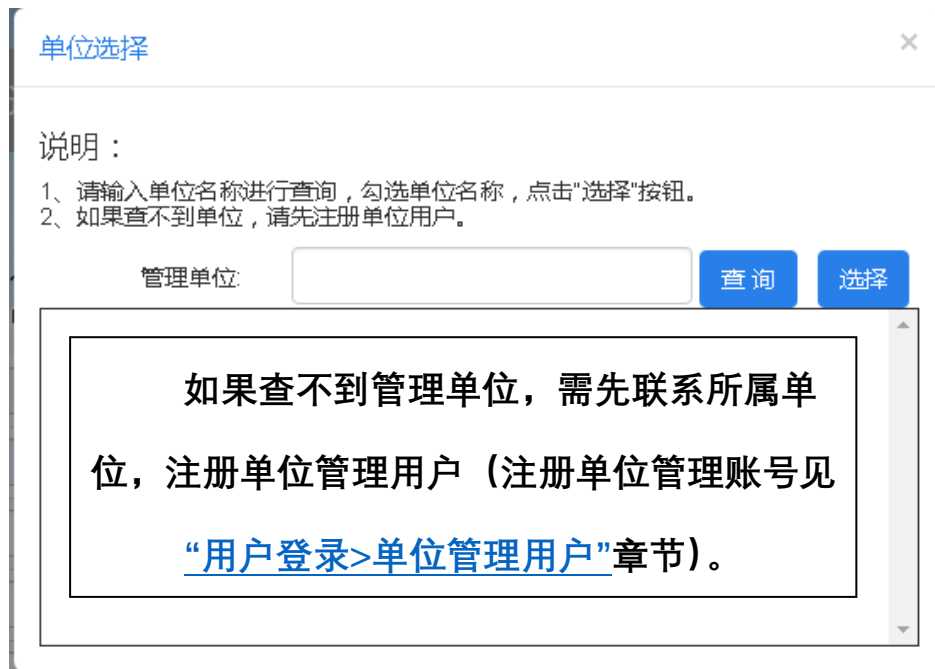 单位选择 ×
说明：
1、请输入单位名称进行查询，勾选单位名称，点击"选择"按钮。
2、如果查不到单位，请先注册单位用户。
管理单位: 查询 选择
如果查不到管理单位，需先联系所属单
位，注册单位管理用户（注册单位管理账号见
“用户登录>单位管理用户”章节）。